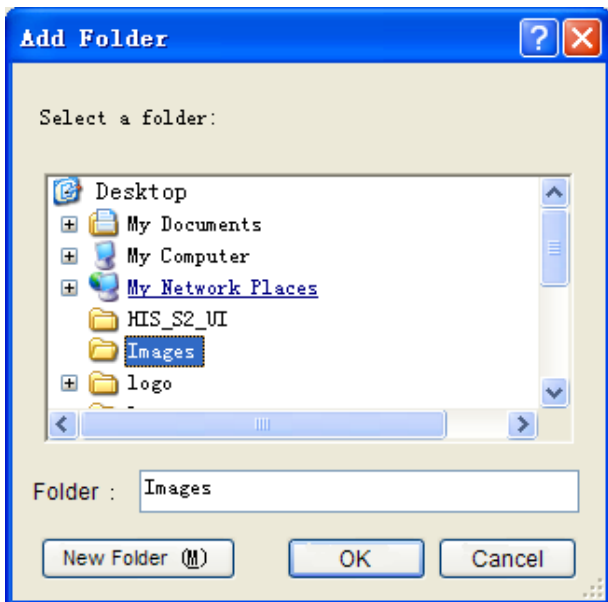 Add Folder
Select a folder:
Desktop
My Documents
My Computer
My Network Places
HIS_S2_UI
Images
logo
Folder : Images
New Folder (M) OK Cancel